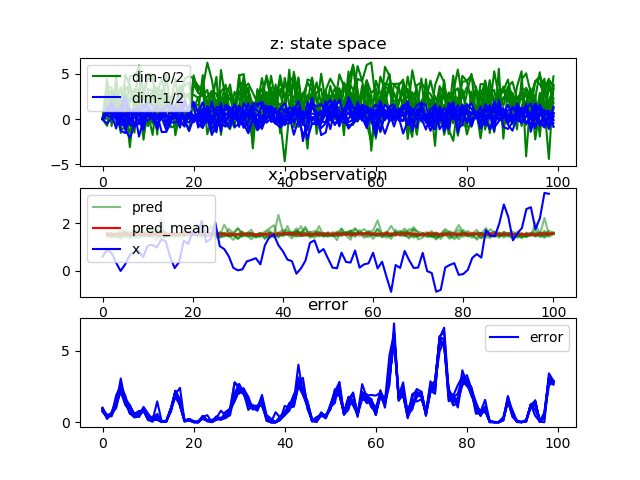 z: state space
5
0
−5
dim-0/2
dim-1/2
0 20 40 60 80 100
x: observation
2
0
pred
pred_mean
x
0 20 40 60 80 100
error
5
0
error
0 20 40 60 80 100